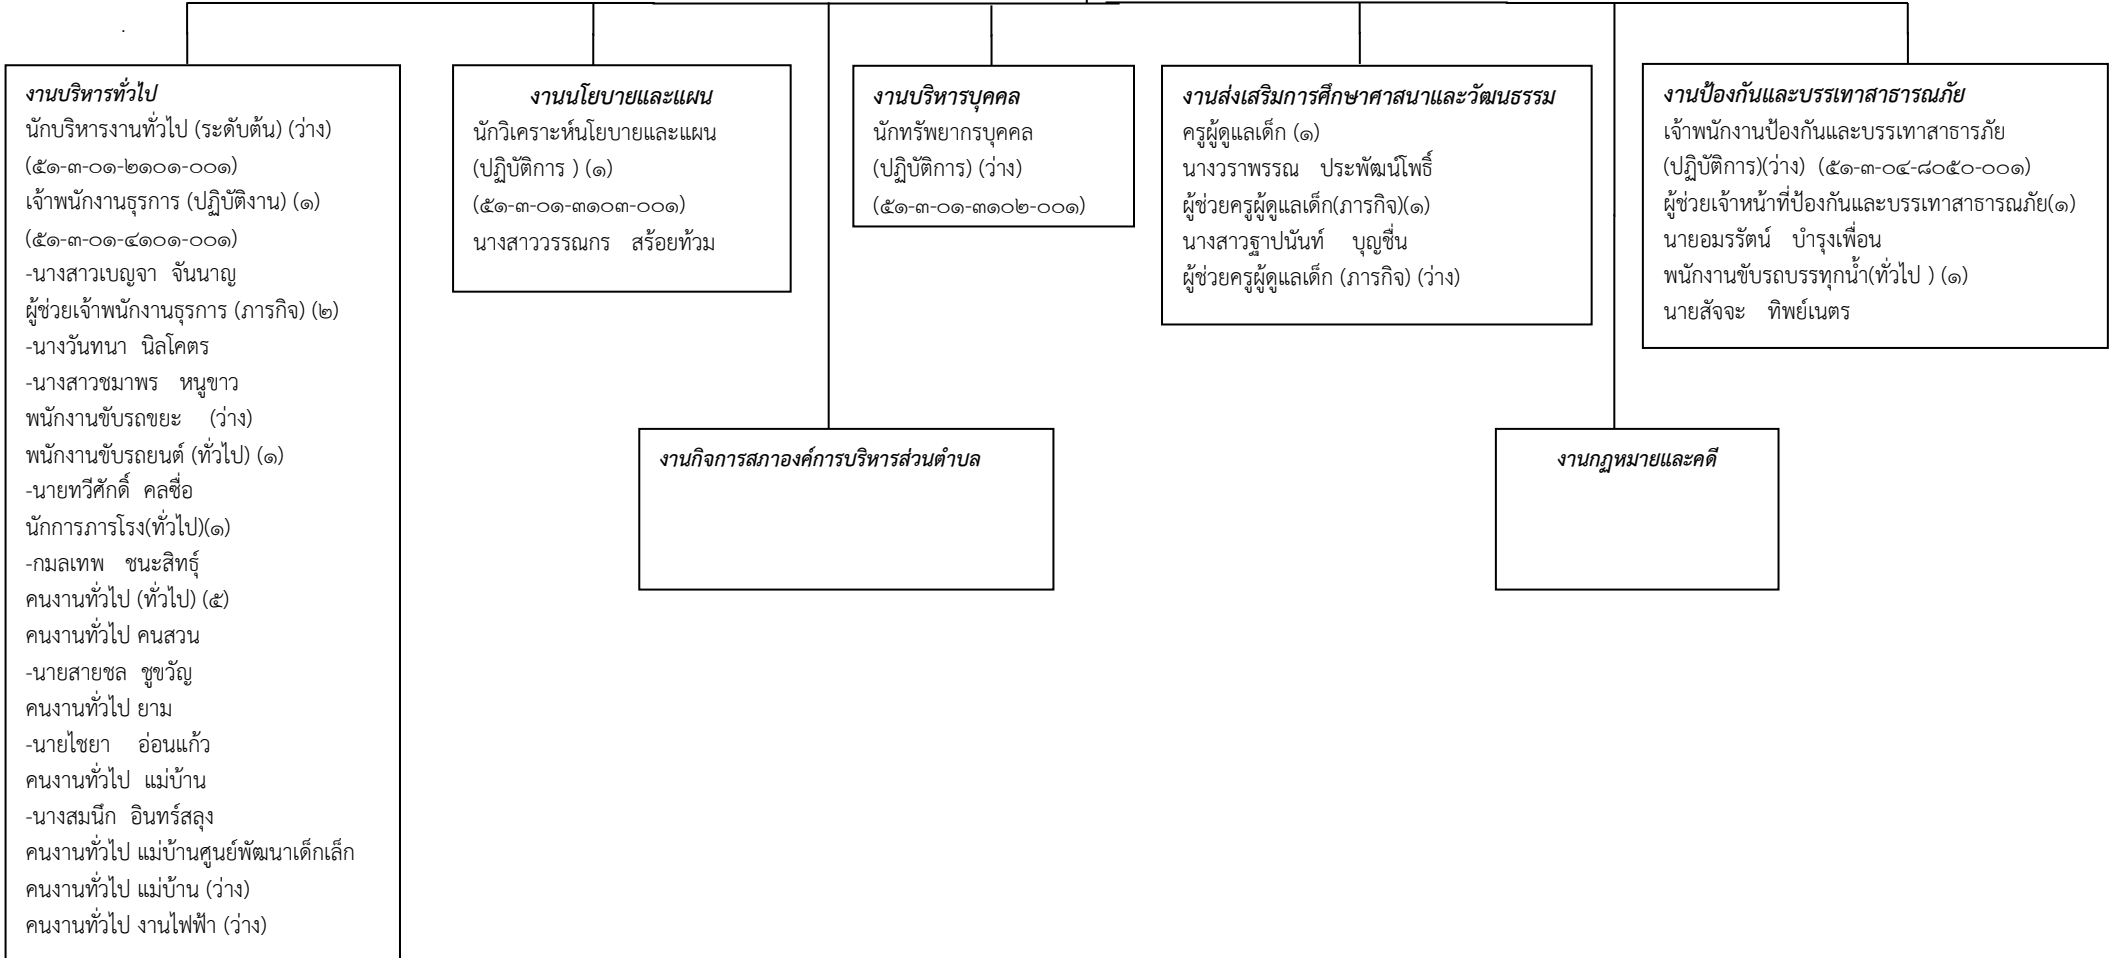 งานบริหารทั่วไป
นักบริหารงานทั่วไป (ระดับต้น) (ว่าง)
(๕๑-๓-๐๑-๒๑๐๑-๐๐๑)
เจ้าพนักงานธุรการ (ปฏิบัติงาน) (๑)
(๕๑-๓-๐๑-๔๑๐๑-๐๐๑)
-นางสาวเบญจา จันนาญ
ผู้ช่วยเจ้าพนักงานธุรการ (ภารกิจ) (๒)
-นางวันทนา นิลโคตร
-นางสาวชมาพร หนูขาว
พนักงานขับรถขยะ (ว่าง)
พนักงานขับรถยนต์ (ทั่วไป) (๑)
-นายทวีศักดิ์ คลซื่อ
นักการภารโรง(ทั่วไป)(๑)
-กมลเทพ ชนะสิทธุ์
คนงานทั่วไป (ทั่วไป) (๕)
คนงานทั่วไป คนสวน
-นายสายชล ชูขวัญ
คนงานทั่วไป ยาม
-นายไชยา อ่อนแก้ว
คนงานทั่วไป แม่บ้าน
-นางสมนึก อินทร์สลุง
คนงานทั่วไป แม่บ้านศูนย์พัฒนาเด็กเล็ก
คนงานทั่วไป แม่บ้าน (ว่าง)
คนงานทั่วไป งานไฟฟ้า (ว่าง)
งานนโยบายและแผน
นักวิเคราะห์นโยบายและแผน
(ปฏิบัติการ ) (๑)
(๕๑-๓-๐๑-๓๑๐๓-๐๐๑)
นางสาววรรณกร สร้อยท้วม
งานบริหารบุคคล
นักทรัพยากรบุคคล
(ปฏิบัติการ) (ว่าง)
(๕๑-๓-๐๑-๓๑๐๒-๐๐๑)
งานส่งเสริมการศึกษาศาสนาและวัฒนธรรม
ครูผู้ดูแลเด็ก (๑)
นางวราพรรณ ประพัฒน์โพธิ์
ผู้ช่วยครูผู้ดูแลเด็ก(ภารกิจ)(๑)
นางสาวฐาปนันท์ บุญชื่น
ผู้ช่วยครูผู้ดูแลเด็ก (ภารกิจ) (ว่าง)
งานป้องกันและบรรเทาสาธารณภัย
เจ้าพนักงานป้องกันและบรรเทาสาธารภัย
(ปฏิบัติการ)(ว่าง) (๕๑-๓-๐๔-๘๐๕๐-๐๐๑)
ผู้ช่วยเจ้าหน้าที่ป้องกันและบรรเทาสาธารณภัย(๑)
นายอมรรัตน์ บำรุงเพื่อน
พนักงานขับรถบรรทุกน้ำ(ทั่วไป ) (๑)
นายสัจจะ ทิพย์เนตร
งานกิจการสภาองค์การบริหารส่วนตำบล
งานกฎหมายและคดี